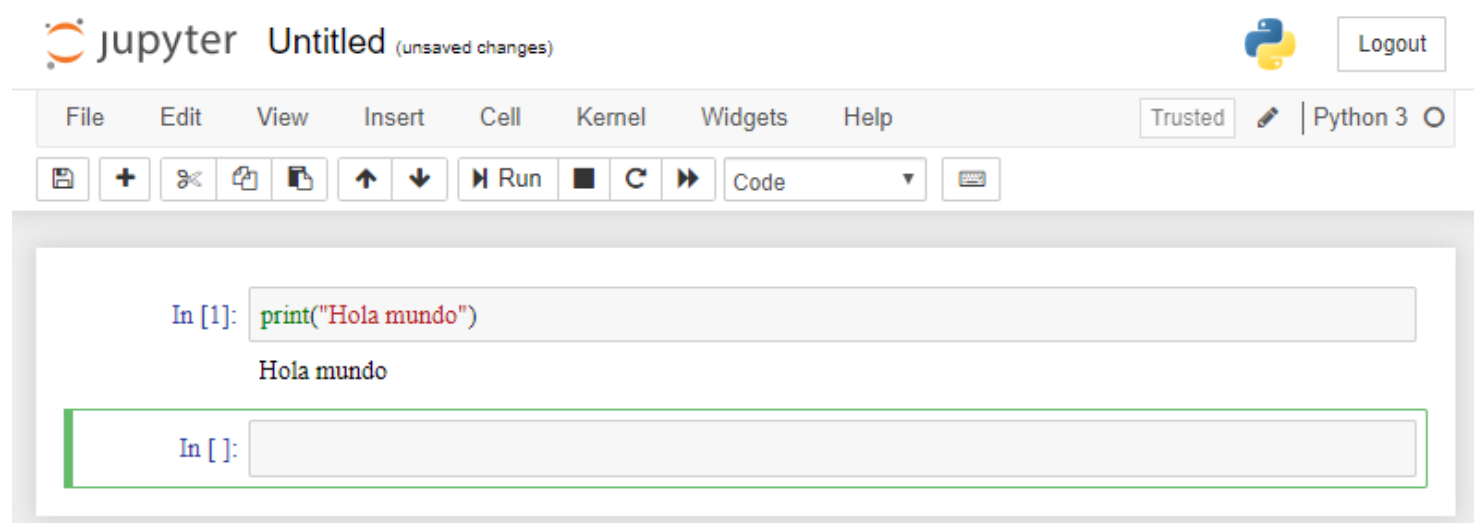 jupyter Untitled (unsaved changes) Logout
File Edit View Insert Cell Kernel Widgets Help Trusted Python 3
Run Code
In [1]: print("Hola mundo")
Hola mundo
In [ ]: